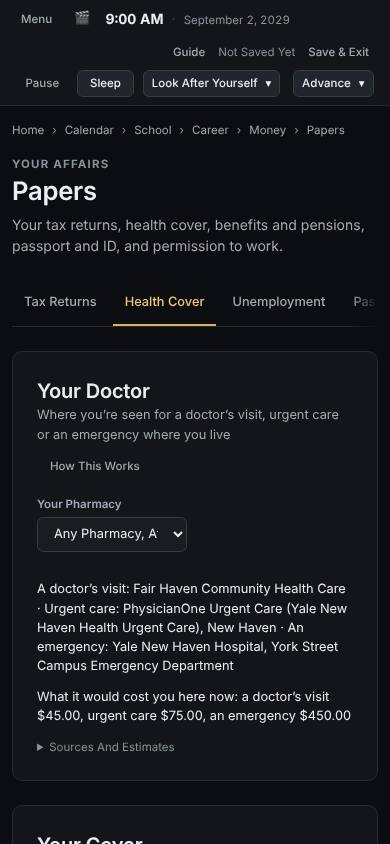 Menu 🎬 9:00 AM · September 2, 2029
Guide Not Saved Yet Save & Exit
Pause Sleep Look After Yourself ▾ Advance ▾
Home › Calendar › School › Career › Money › Papers
YOUR AFFAIRS
Papers
Your tax returns, health cover, benefits and pensions,
passport and ID, and permission to work.
Tax Returns Health Cover Unemployment Pas
Your Doctor
Where you’re seen for a doctor’s visit, urgent care
or an emergency where you live
How This Works
Your Pharmacy
Any Pharmacy, A
A doctor’s visit: Fair Haven Community Health Care
· Urgent care: PhysicianOne Urgent Care (Yale New
Haven Health Urgent Care), New Haven · An
emergency: Yale New Haven Hospital, York Street
Campus Emergency Department
What it would cost you here now: a doctor’s visit
$45.00, urgent care $75.00, an emergency $450.00
▶ Sources And Estimates
Your Cover